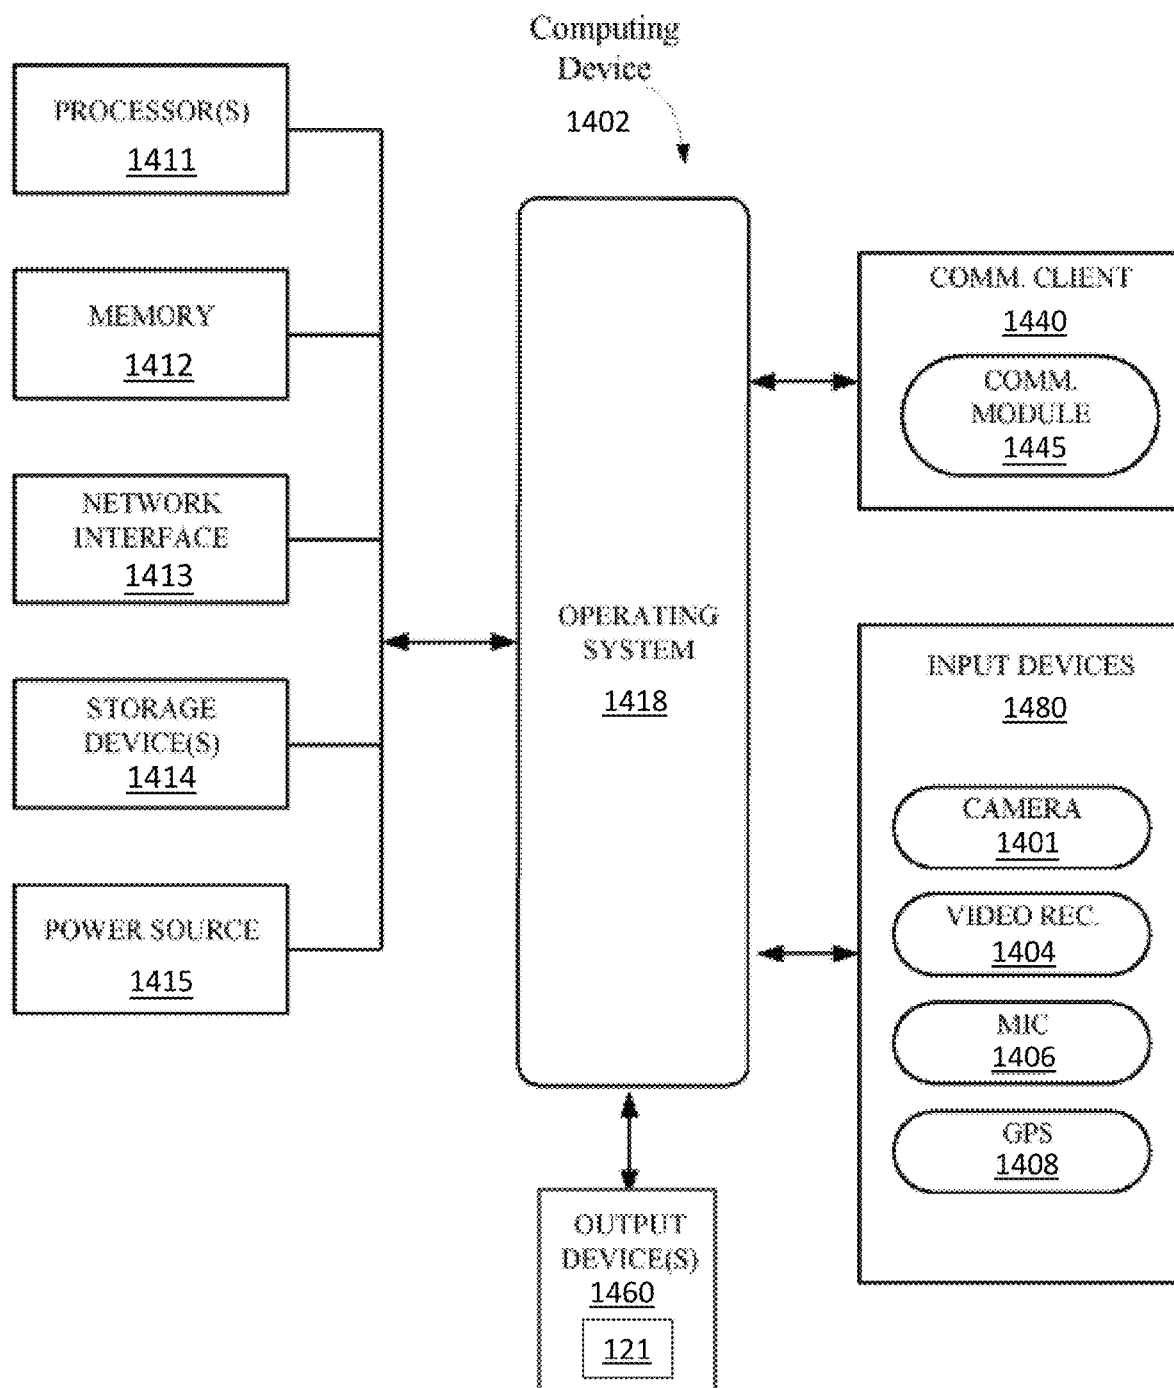 Computing
Device
1402
PROCESSOR(S)
1411
MEMORY
1412
NETWORK
INTERFACE
1413
STORAGE
DEVICE(S)
1414
POWER SOURCE
1415
OPERATING
SYSTEM
1418
COMM. CLIENT
1440
COMM.
MODULE
1445
INPUT DEVICES
1480
CAMERA
1401
VIDEO REC.
1404
MIC
1406
GPS
1408
OUTPUT
DEVICE(S)
1460
121